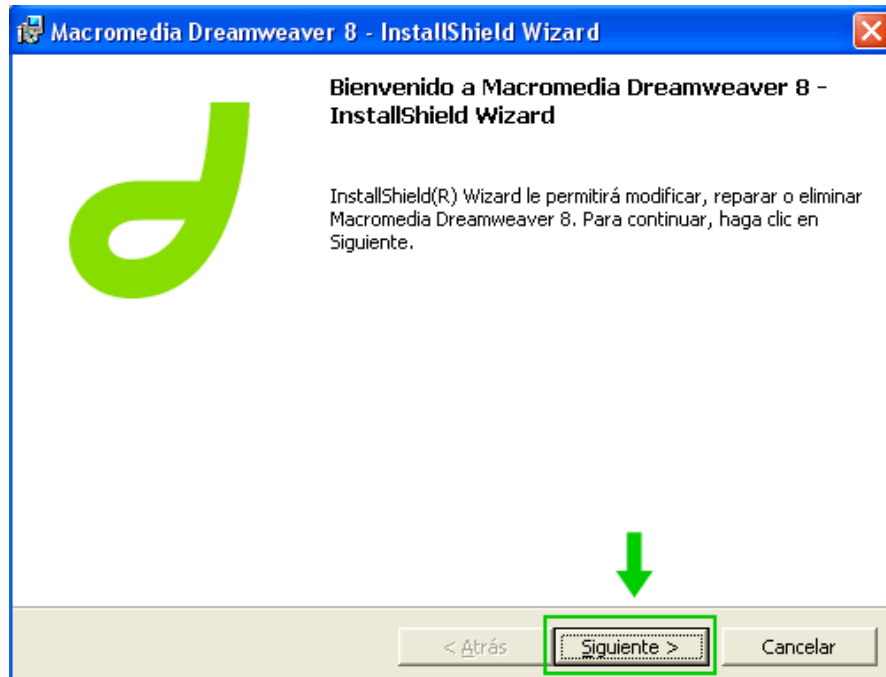 Macromedia Dreamweaver 8 - InstallShield Wizard
Bienvenido a Macromedia Dreamweaver 8 -
InstallShield Wizard
InstallShield(R) Wizard le permitirá modificar, reparar o eliminar
Macromedia Dreamweaver 8. Para continuar, haga clic en
Siguiente.
< Atrás
Siguiente >
Cancelar